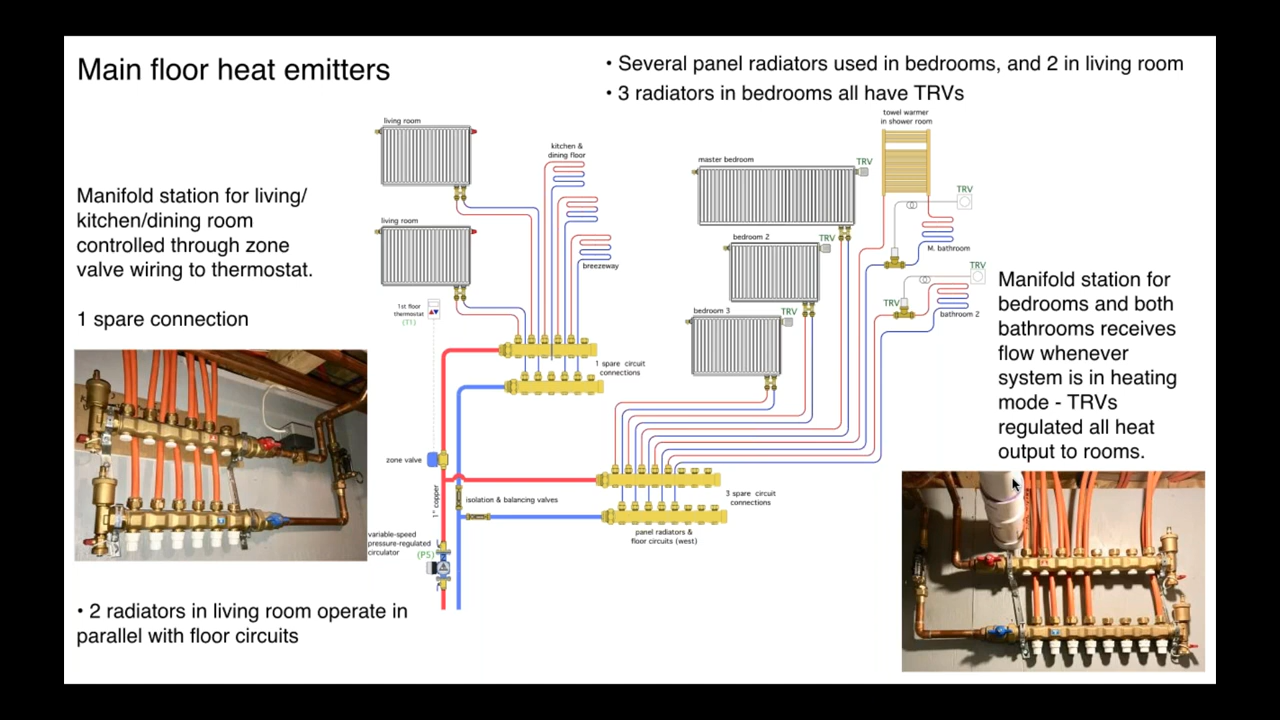 Main floor heat emitters
• Several panel radiators used in bedrooms, and 2 in living room
• 3 radiators in bedrooms all have TRVs
Manifold station for living/
kitchen/dining room
controlled through zone
valve wiring to thermostat.
1 spare connection
• 2 radiators in living room operate in
parallel with floor circuits
living room
living room
kitchen &
dining floor
breezeway
1st floor
thermostat
(T1)
1 spare circuit
connections
zone valve
1" copper
isolation & balancing valves
variable-speed
pressure-regulated
circulator
(P5)
master bedroom
TRV
bedroom 2
TRV
bedroom 3
TRV
towel warmer
in shower room
TRV
M. bathroom
TRV
TRV
bathroom 2
3 spare circuit
connections
panel radiators &
floor circuits (west)
Manifold station for
bedrooms and both
bathrooms receives
flow whenever
system is in heating
mode - TRVs
regulated all heat
output to rooms.